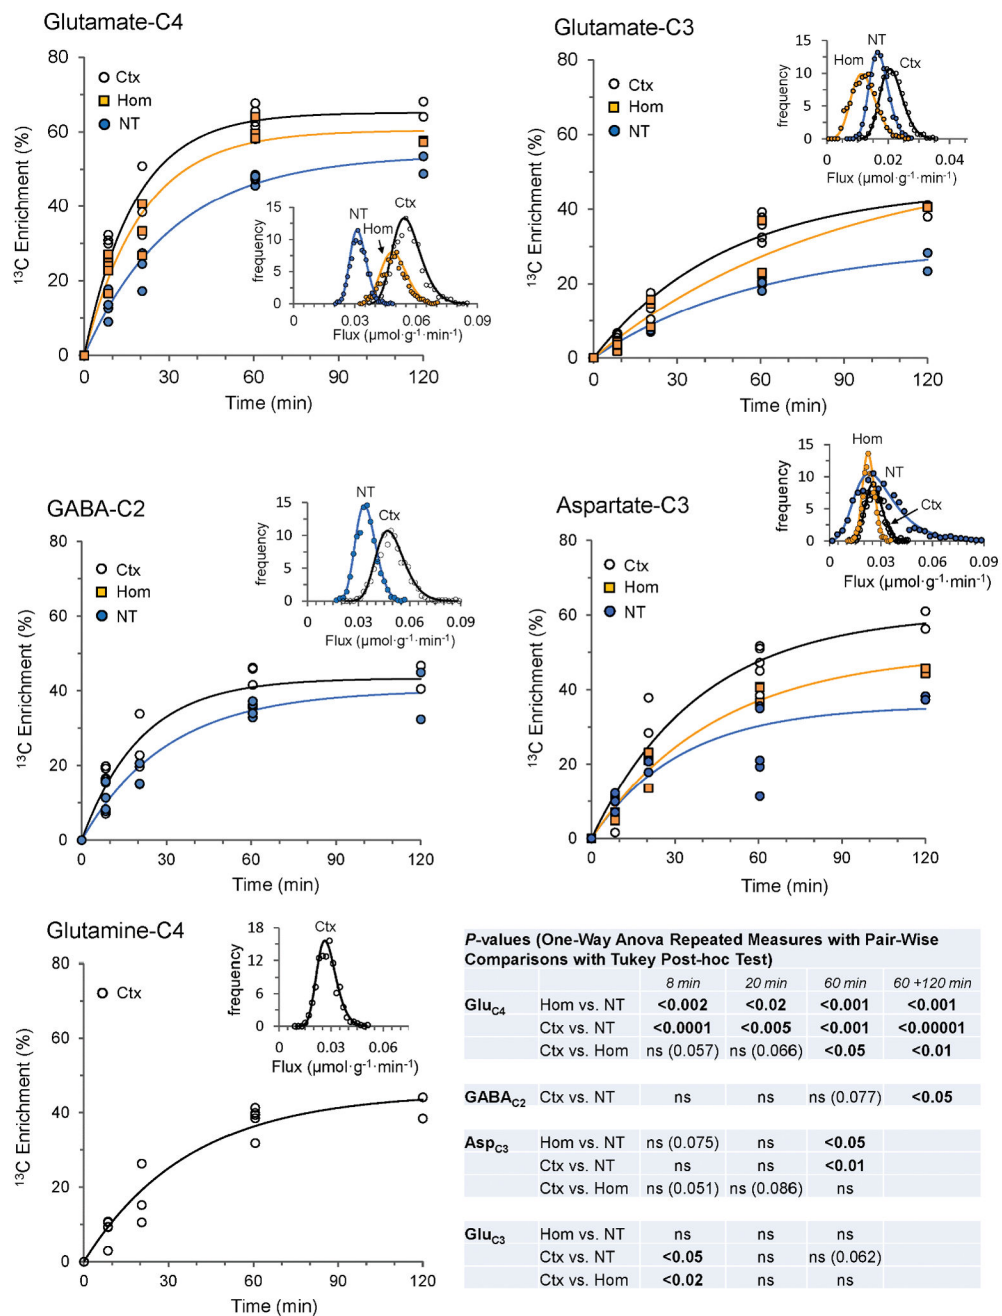 Glutamate-C4
80
60
40
20
0
0
30
60
90
120
13C Enrichment (%)
Time (min)
Ctx
Hom
NT
15
10
5
0
frequency
NT
Hom
Ctx
0
0.03
0.06
0.09
Flux (µmol·g-1·min-1)
Glutamate-C3
80
60
40
20
0
0
30
60
90
120
13C Enrichment (%)
Time (min)
Ctx
Hom
NT
15
10
5
0
frequency
Hom
NT
Ctx
0
0.02
0.04
Flux (µmol·g-1·min-1)
GABA-C2
80
60
40
20
0
0
30
60
90
120
13C Enrichment (%)
Time (min)
Ctx
Hom
NT
15
10
5
0
frequency
NT
Ctx
0
0.03
0.06
0.09
Flux (µmol·g-1·min-1)
Aspartate-C3
80
60
40
20
0
0
30
60
90
120
13C Enrichment (%)
Time (min)
Ctx
Hom
NT
15
10
5
0
frequency
Hom
NT
Ctx
0
0.03
0.06
0.09
Flux (µmol·g-1·min-1)
Glutamine-C4
80
60
40
20
0
0
30
60
90
120
13C Enrichment (%)
Time (min)
Ctx
18
12
6
0
frequency
Ctx
0
0.03
0.06
Flux (µmol·g-1·min-1)
P-values (One-Way Anova Repeated Measures with Pair-Wise
Comparisons with Tukey Post-hoc Test)
8 min 20 min 60 min 60 +120 min
GluC4 Hom vs. NT <0.002 <0.02 <0.001 <0.001
Ctx vs. NT <0.0001 <0.005 <0.001 <0.00001
Ctx vs. Hom ns (0.057) ns (0.066) <0.05 <0.01
GABAC2 Ctx vs. NT ns ns ns (0.077) <0.05
AspC3 Hom vs. NT ns (0.075) ns <0.05
Ctx vs. NT ns ns <0.01
Ctx vs. Hom ns (0.051) ns (0.086) ns
GluC3 Hom vs. NT ns ns ns
Ctx vs. NT <0.05 ns ns (0.062)
Ctx vs. Hom <0.02 ns ns